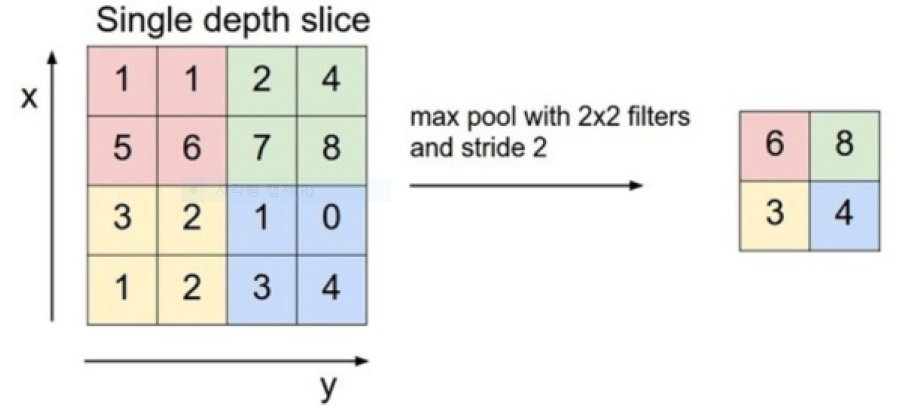 Single depth slice
x
1 1 2 4
5 6 7 8
3 2 1 0
1 2 3 4
y
max pool with 2x2 filters
and stride 2
6 8
3 4